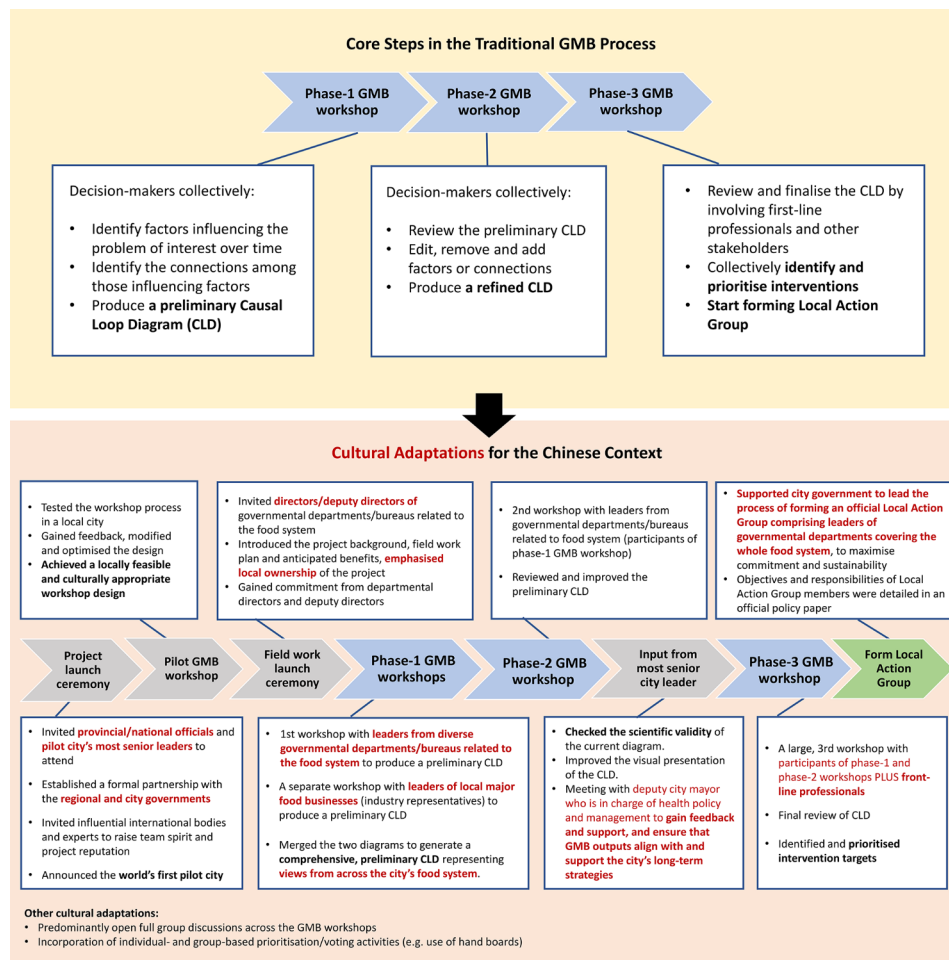 Core Steps in the Traditional GMB Process
Phase-1 GMB
workshop
Phase-2 GMB
workshop
Phase-3 GMB
workshop
Decision-makers collectively:
• Identify factors influencing the
problem of interest over time
• Identify the connections among
those influencing factors
• Produce a preliminary Causal
Loop Diagram (CLD)
Decision-makers collectively:
• Review the preliminary CLD
• Edit, remove and add
factors or connections
• Produce a refined CLD
• Review and finalise the CLD by
involving first-line
professionals and other
stakeholders
• Collectively identify and
prioritise interventions
• Start forming Local Action
Group
Cultural Adaptations for the Chinese Context
• Tested the workshop process
in a local city
• Gained feedback, modified
and optimised the design
• Achieved a locally feasible
and culturally appropriate
workshop design
• Invited directors/deputy directors of
governmental departments/bureaus related to
the food system
• Introduced the project background, field work
plan and anticipated benefits, emphasised
local ownership of the project
• Gained commitment from departmental
directors and deputy directors
• 2nd workshop with leaders from
governmental departments/bureaus
related to food system (participants of
phase-1 GMB workshop)
• Reviewed and improved the
preliminary CLD
• Supported city government to lead the
process of forming an official Local Action
Group comprising leaders of
governmental departments covering the
whole food system, to maximise
commitment and sustainability
• Objectives and responsibilities of Local
Action Group members were detailed in an
official policy paper
Project
launch
ceremony
Pilot GMB
workshop
Field work
launch
ceremony
Phase-1 GMB
workshops
Phase-2 GMB
workshop
Input from
most senior
city leader
Phase-3 GMB
workshop
Form Local
Action
Group
• Invited provincial/national officials and
pilot city's most senior leaders to
attend
• Established a formal partnership with
the regional and city governments
• Invited influential international bodies
and experts to raise team spirit and
project reputation
• Announced the world's first pilot city
• 1st workshop with leaders from diverse
governmental departments/bureaus related to
the food system to produce a preliminary CLD
• A separate workshop with leaders of local major
food businesses (industry representatives) to
produce a preliminary CLD
• Merged the two diagrams to generate a
comprehensive, preliminary CLD representing
views from across the city's food system.
• Checked the scientific validity of
the current diagram.
• Improved the visual presentation
of the CLD.
• Meeting with deputy city mayor
who is in charge of health policy
and management to gain feedback
and support, and ensure that
GMB outputs align with and
support the city's long-term
strategies
• A large, 3rd workshop with
participants of phase-1 and
phase-2 workshops PLUS front-
line professionals
• Final review of CLD
• Identified and prioritised
intervention targets
Other cultural adaptations:
• Predominantly open full group discussions across the GMB workshops
• Incorporation of individual- and group-based prioritisation/voting activities (e.g. use of hand boards)